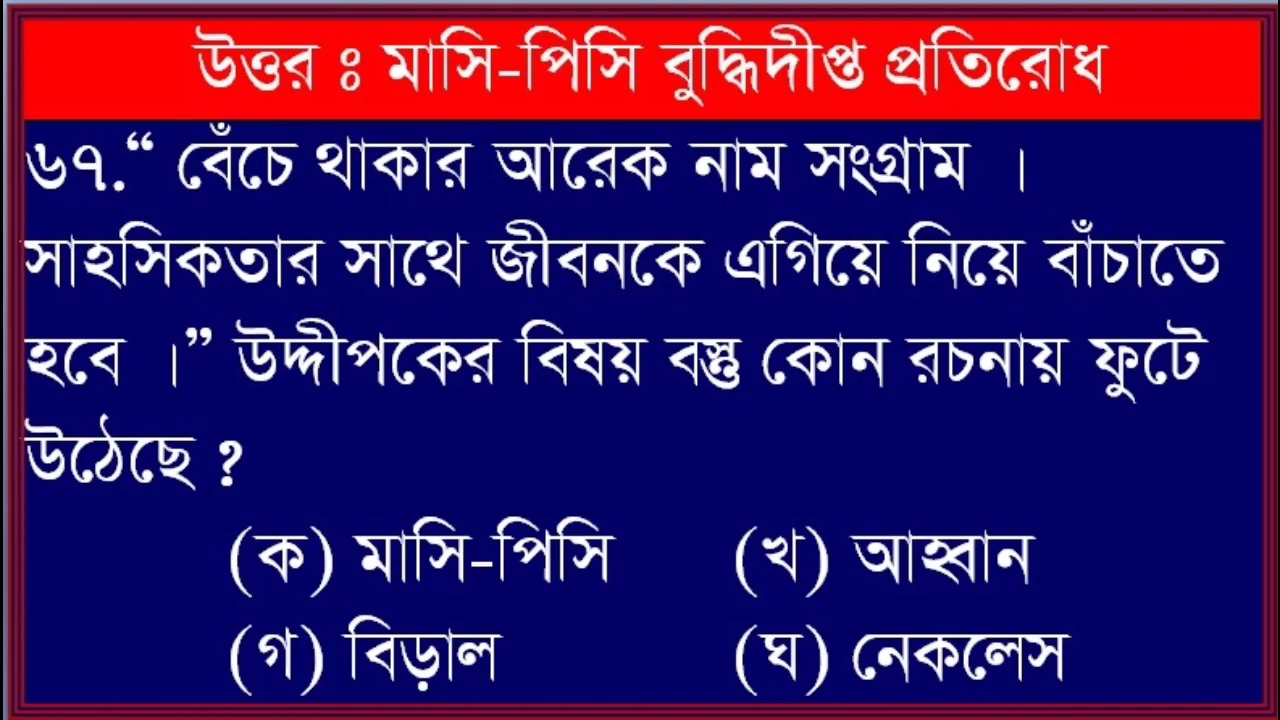 উত্তর ঃ মাসি-পিসি বুদ্ধিদীপ্ত প্রতিরোধ
৬৭.“ বেঁচে থাকার আরেক নাম সংগ্রাম ।
সাহসিকতার সাথে জীবনকে এগিয়ে নিয়ে বাঁচাতে
হবে ।” উদ্দীপকের বিষয় বস্তু কোন রচনায় ফুটে
উঠেছে ?
(ক) মাসি-পিসি (খ) আহ্বান
(গ) বিড়াল (ঘ) নেকলেস